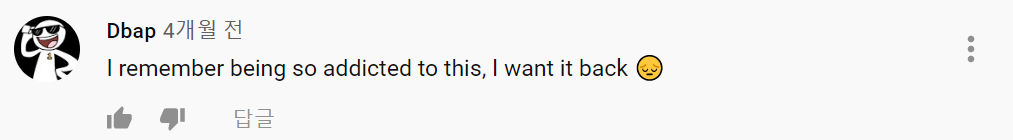 Dbap 4개월 전
I remember being so addicted to this, I want it back 😔
답글